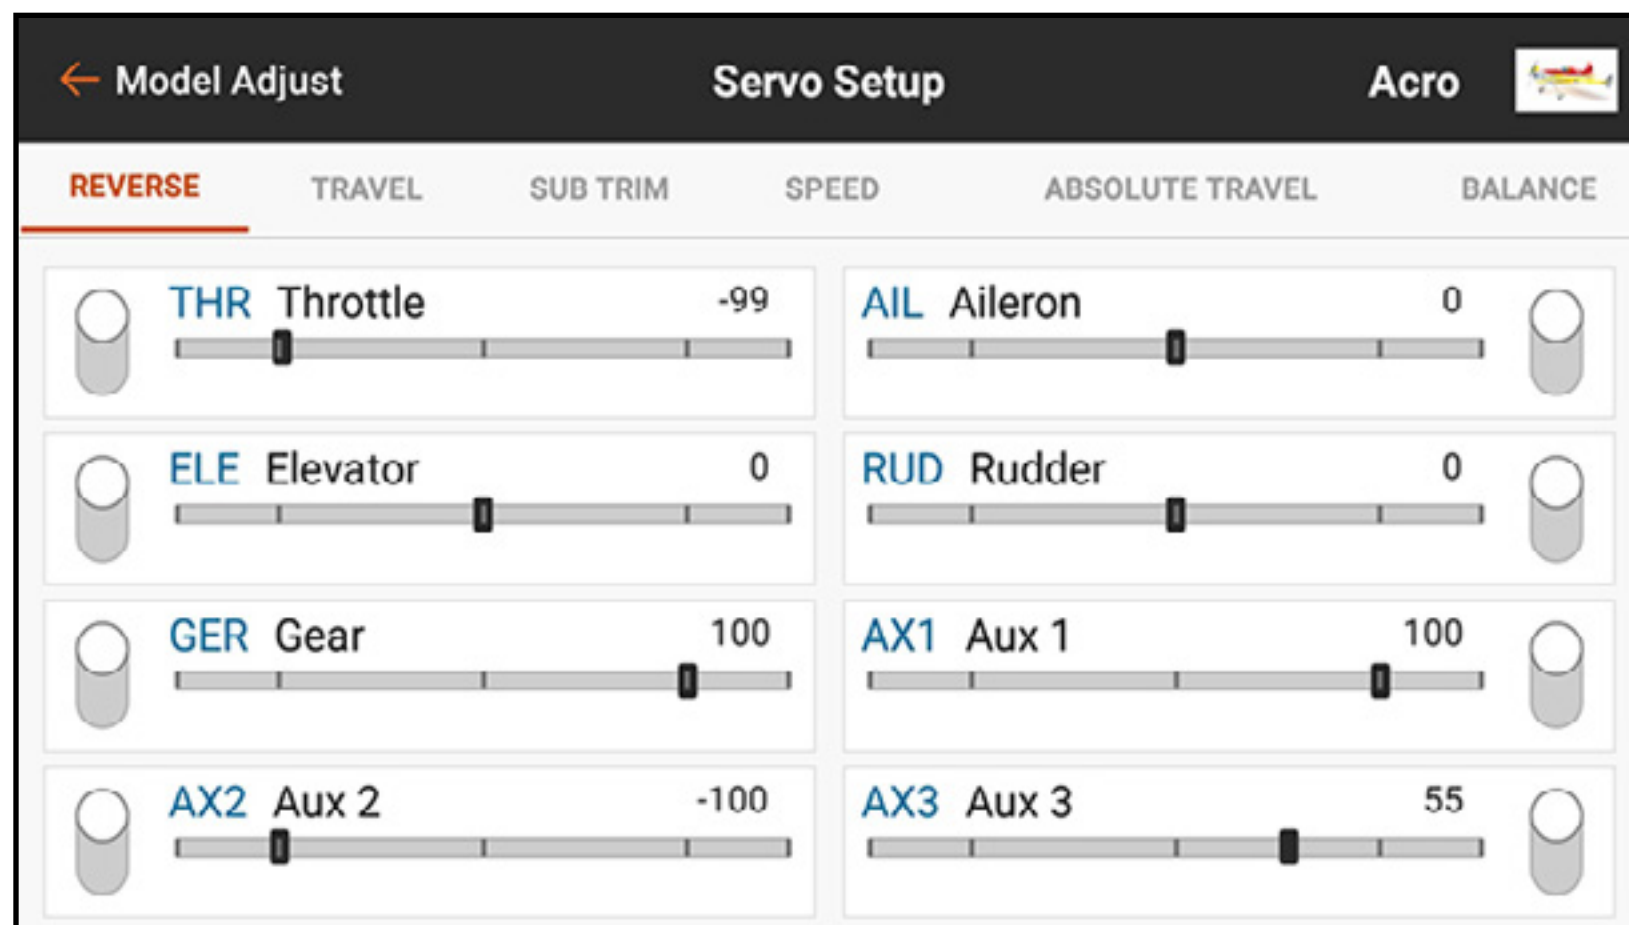 Model Adjust Servo Setup Acro
REVERSE TRAVEL SUB TRIM SPEED ABSOLUTE TRAVEL BALANCE
THR Throttle -99 AIL Aileron 0
ELE Elevator 0 RUD Rudder 0
GER Gear 100 AX1 Aux 1 100
AX2 Aux 2 -100 AX3 Aux 3 55